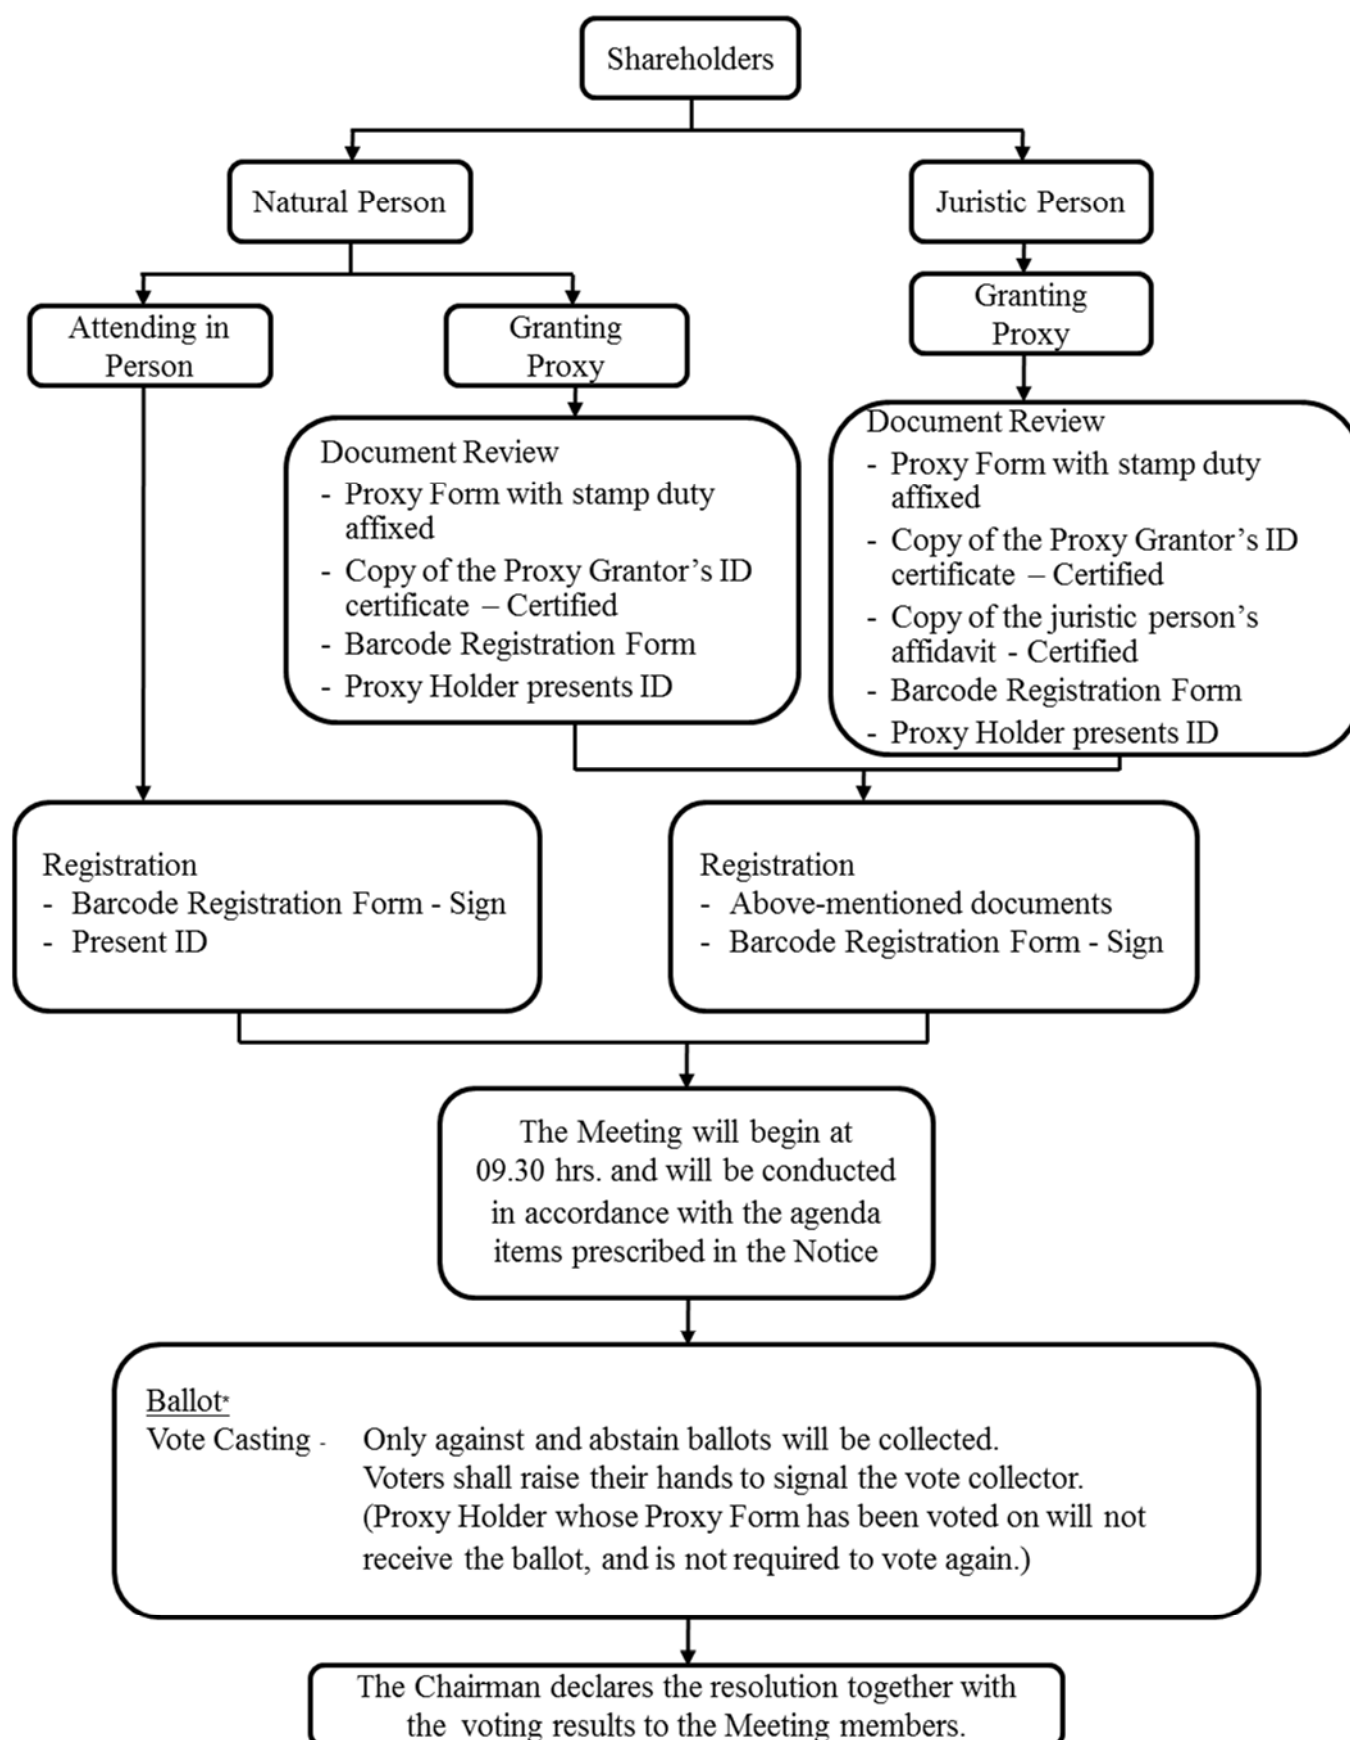 Shareholders
Natural Person
Juristic Person
Attending in
Person
Granting
Proxy
Granting
Proxy
Document Review
- Proxy Form with stamp duty
affixed
- Copy of the Proxy Grantor’s ID
certificate – Certified
- Barcode Registration Form
- Proxy Holder presents ID
Document Review
- Proxy Form with stamp duty
affixed
- Copy of the Proxy Grantor’s ID
certificate – Certified
- Copy of the juristic person’s
affidavit - Certified
- Barcode Registration Form
- Proxy Holder presents ID
Registration
- Barcode Registration Form - Sign
- Present ID
Registration
- Above-mentioned documents
- Barcode Registration Form - Sign
The Meeting will begin at
09.30 hrs. and will be conducted
in accordance with the agenda
items prescribed in the Notice
Ballot*
Vote Casting - Only against and abstain ballots will be collected.
Voters shall raise their hands to signal the vote collector.
(Proxy Holder whose Proxy Form has been voted on will not
receive the ballot, and is not required to vote again.)
The Chairman declares the resolution together with
the voting results to the Meeting members.